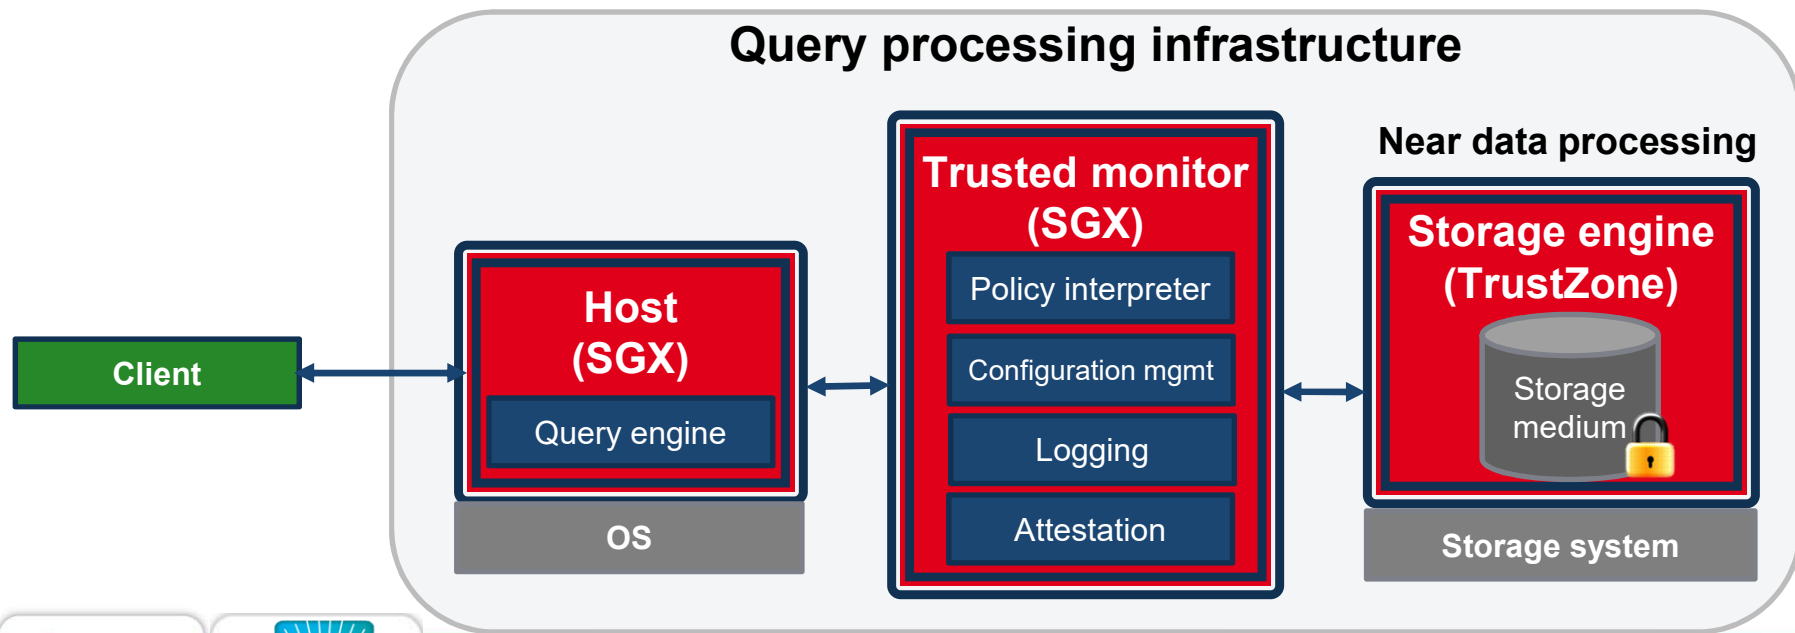 Query processing infrastructure
Near data processing
Client
Host
(SGX)
Query engine
OS
Trusted monitor
(SGX)
Policy interpreter
Configuration mgmt
Logging
Attestation
Storage engine
(TrustZone)
Storage
medium
Storage system